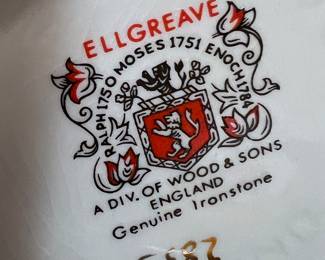 ELLGREAVE
RALPH 1750 MOSES 1751 ENOCH 1784
A DIV. OF WOOD & SONS
ENGLAND
Genuine Ironstone